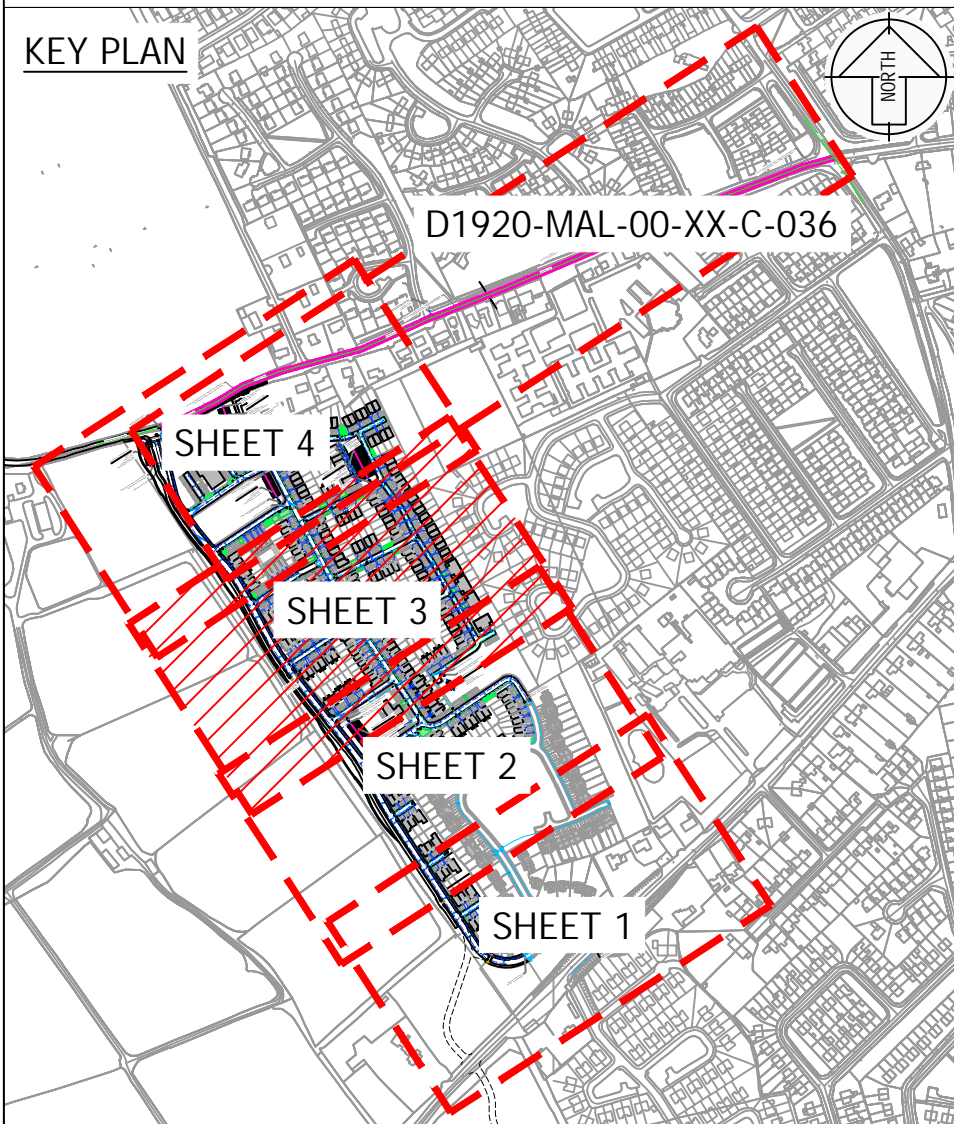 KEY PLAN
NORTH
D1920-MAL-00-XX-C-036
SHEET 4
SHEET 3
SHEET 2
SHEET 1